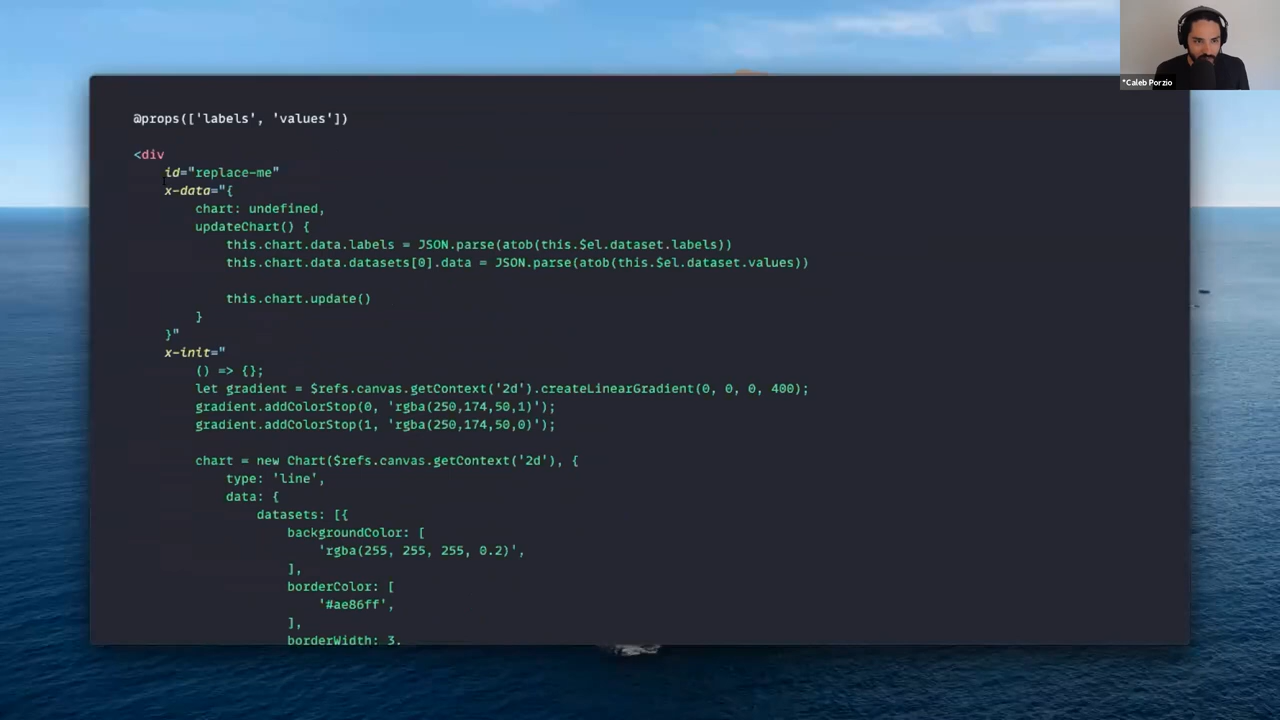 *Caleb Porzio
@props(['labels', 'values'])
<div
id="replace-me"
x-data="{
chart: undefined,
updateChart() {
this.chart.data.labels = JSON.parse(atob(this.$el.dataset.labels))
this.chart.data.datasets[0].data = JSON.parse(atob(this.$el.dataset.values))
this.chart.update()
}
}"
x-init="
() => {};
let gradient = $refs.canvas.getContext('2d').createLinearGradient(0, 0, 0, 400);
gradient.addColorStop(0, 'rgba(250,174,50,1)');
gradient.addColorStop(1, 'rgba(250,174,50,0)');
chart = new Chart($refs.canvas.getContext('2d'), {
type: 'line',
data: {
datasets: [{
backgroundColor: [
'rgba(255, 255, 255, 0.2)',
],
borderColor: [
'#ae86ff',
],
borderWidth: 3,